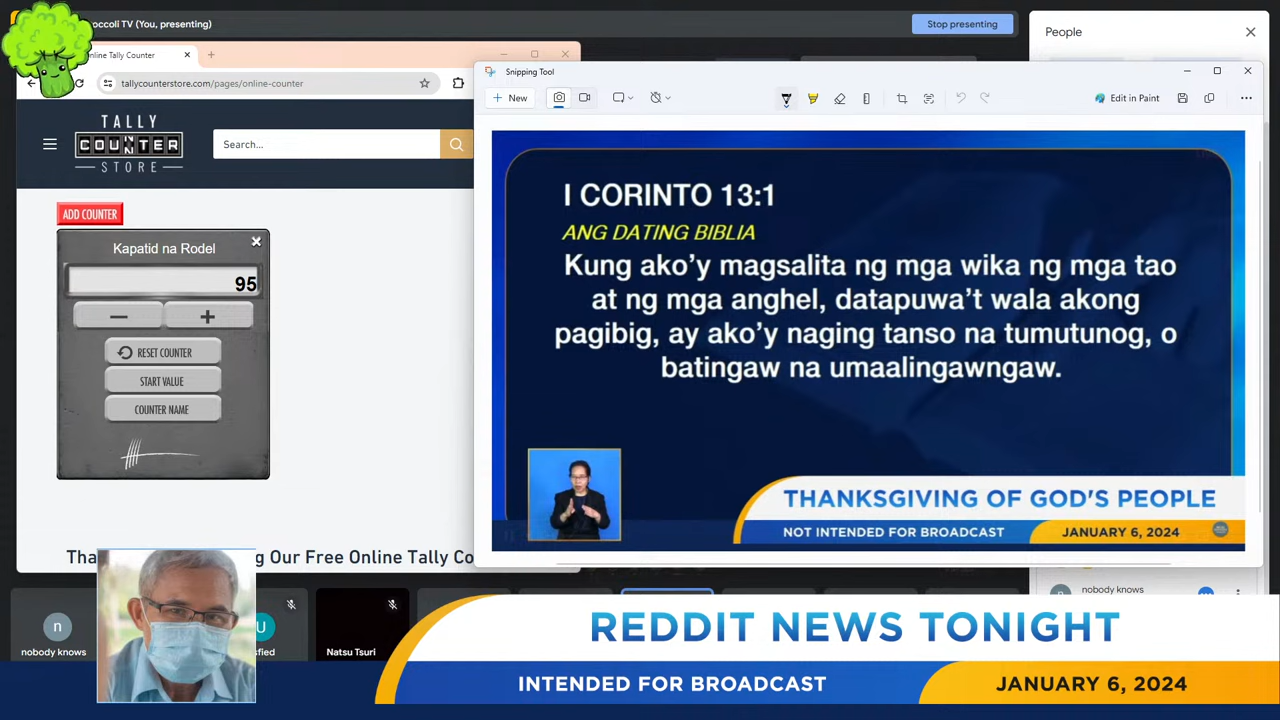 roccoli TV (You, presenting)
Stop presenting
People
nline Tally Counter
tallycounterstore.com/pages/online-counter
Snipping Tool
New
Edit in Paint
TALLY
COUNTER
STORE
Search...
ADD COUNTER
Kapatid na Rodel
95
RESET COUNTER
START VALUE
COUNTER NAME
I CORINTO 13:1
ANG DATING BIBLIA
Kung ako’y magsalita ng mga wika ng mga tao
at ng mga anghel, datapuwa’t wala akong
pagibig, ay ako’y naging tanso na tumutunog, o
batingaw na umaalingawngaw.
THANKSGIVING OF GOD'S PEOPLE
NOT INTENDED FOR BROADCAST
JANUARY 6, 2024
Tha
g Our Free Online Tally Co
nobody knows
n
nobody knows
U
sfied
Natsu Tsuri
REDDIT NEWS TONIGHT
INTENDED FOR BROADCAST
JANUARY 6, 2024